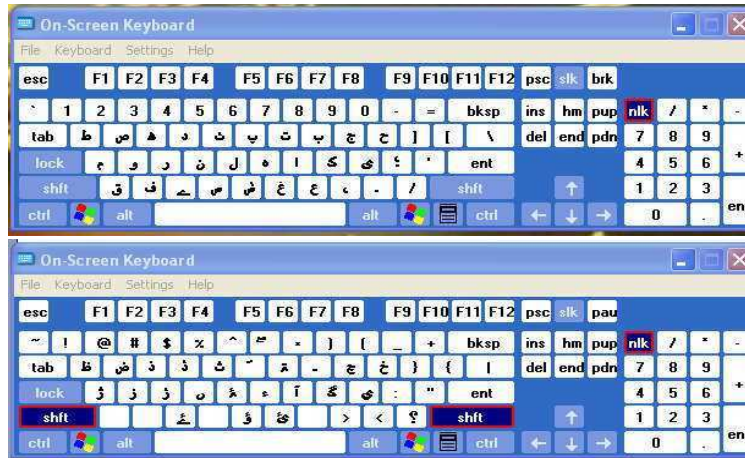 On-Screen Keyboard
File Keyboard Settings Help
esc F1 F2 F3 F4 F5 F6 F7 F8 F9 F10 F11 F12 psc slk brk
` 1 2 3 4 5 6 7 8 9 0 - = bksp ins hm pup nlk / * -
tab ط ص ھ د ٹ پ ت ب ج ح ] [ \ del end pdn 7 8 9 +
lock م و ر ن ل ہ ا ک ی ؛ ' ent 4 5 6
shft ق ف ے س ش غ ع ، ۔ / shft ↑ 1 2 3
ctrl alt alt ctrl ← ↓ → 0 . en
On-Screen Keyboard
File Keyboard Settings Help
esc F1 F2 F3 F4 F5 F6 F7 F8 F9 F10 F11 F12 psc slk pau
~ ! @ # $ % ^ ) ( _ + bksp ins hm pup nlk / * -
tab ظ ض ذ ڈ ث ۃ چ خ } { | del end pdn 7 8 9 +
lock ژ ز ڑ ں ۂ ء آ گ ي : " ent 4 5 6
shft ۓ ؤ ئ > < ؟ shft ↑ 1 2 3
ctrl alt alt ctrl ← ↓ → 0 . en